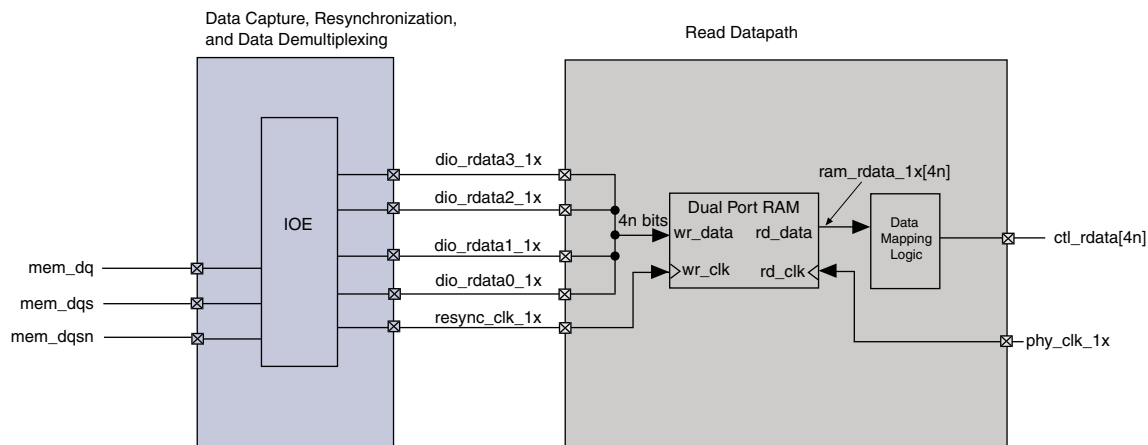 Data Capture, Resynchronization,
and Data Demultiplexing
Read Datapath
IOE
mem_dq
mem_dqs
mem_dqsn
dio_rdata3_1x
dio_rdata2_1x
dio_rdata1_1x
dio_rdata0_1x
resync_clk_1x
4n bits
Dual Port RAM
wr_data rd_data
wr_clk rd_clk
ram_rdata_1x[4n]
Data
Mapping
Logic
ctl_rdata[4n]
phy_clk_1x